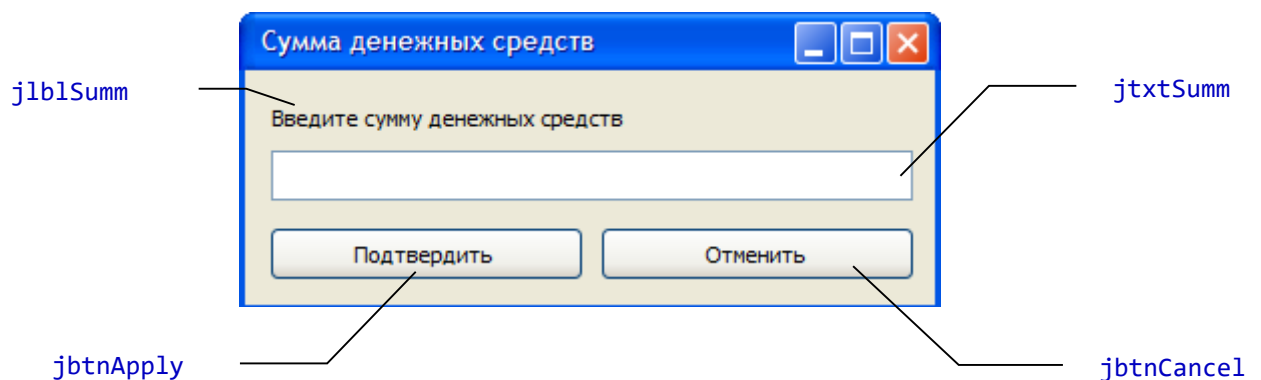 Сумма денежных средств
jlblSumm
jtxtSumm
Введите сумму денежных средств
Подтвердить
Отменить
jbtnApply
jbtnCancel